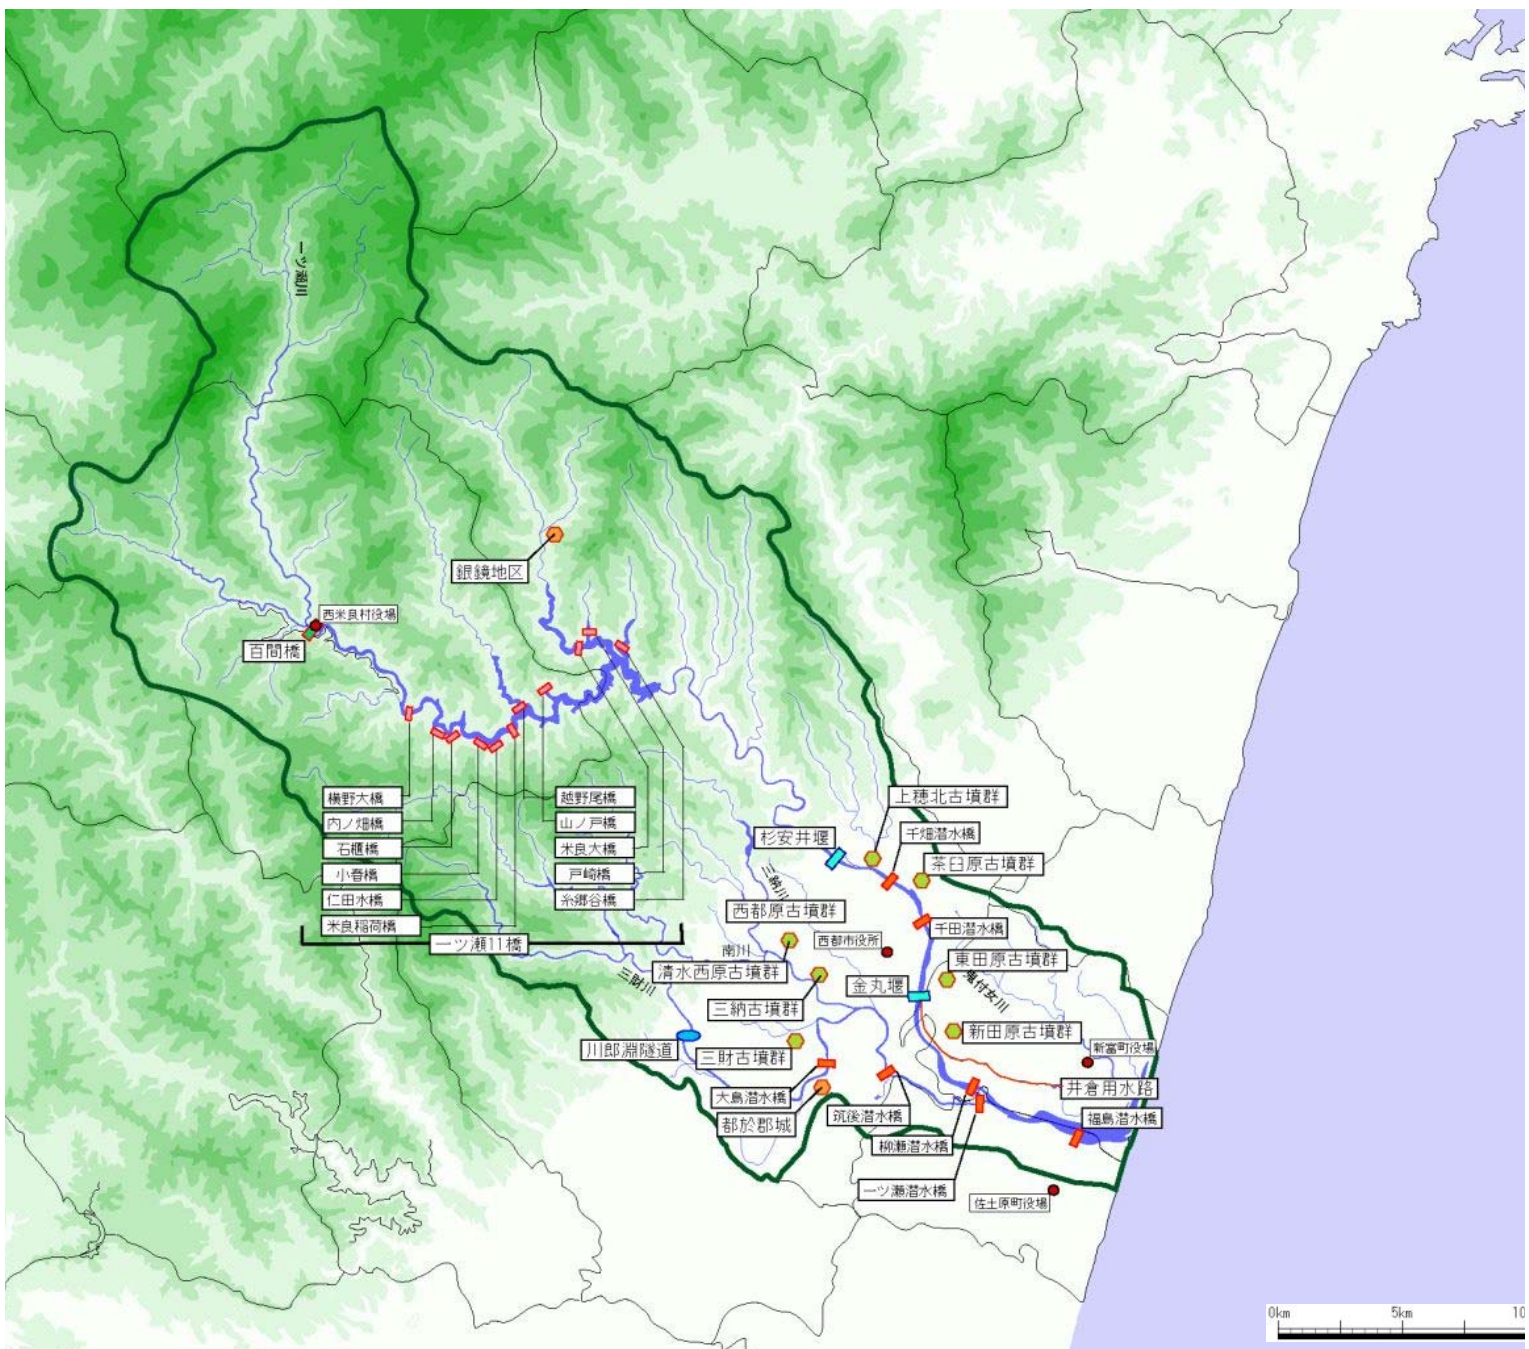 一ツ瀬川
銀鏡地区
西米良村役場
百間橋
横野大橋
内ノ畑橋
石櫃橋
小春橋
仁田水橋
米良稲荷橋
越野尾橋
山ノ戸橋
米良大橋
戸崎橋
糸郷谷橋
一ツ瀬11橋
上穂北古墳群
杉安井堰
千畑潜水橋
茶臼原古墳群
三納川
西都原古墳群
千田潜水橋
西都市役所
南川
東田原古墳群
清水西原古墳群
三財川
鬼付女川
金丸堰
三納古墳群
新田原古墳群
川郎淵隧道
三財古墳群
新富町役場
井倉用水路
大島潜水橋
筑後潜水橋
福島潜水橋
都於郡城
柳瀬潜水橋
一ツ瀬潜水橋
佐土原町役場
0km
5km
10